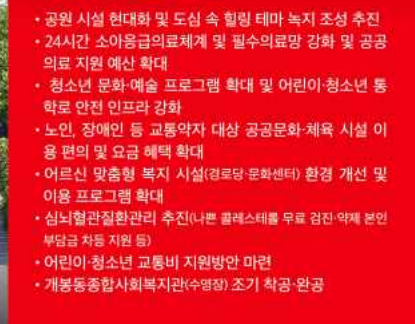 • 공원 시설 현대화 및 도심 속 힐링 테마 녹지 조성 추진
• 24시간 소아응급의료체계 및 필수의료망 강화 및 공공
의료 지원 예산 확대
• 청소년 문화·예술 프로그램 확대 및 어린이·청소년 통
학로 안전 인프라 강화
• 노인, 장애인 등 교통약자 대상 공공문화·체육 시설 이
용 편의 및 요금 혜택 확대
• 어르신 맞춤형 복지 시설(경로당·문화센터) 환경 개선 및
이용 프로그램 확대
• 심뇌혈관질환관리 추진(나쁜 콜레스테롤 무료 검진·약제 본인
부담금 차등 지원 등)
• 어린이·청소년 교통비 지원방안 마련
• 개봉동종합사회복지관(수영장) 조기 착공·완공